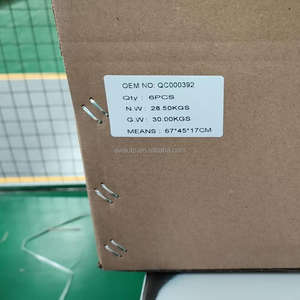 OEM NO: QC000392
Qty : 6PCS
N.W: 28.50KGS
G.W: 30.00KGS
MEANS: 67*45*17CM